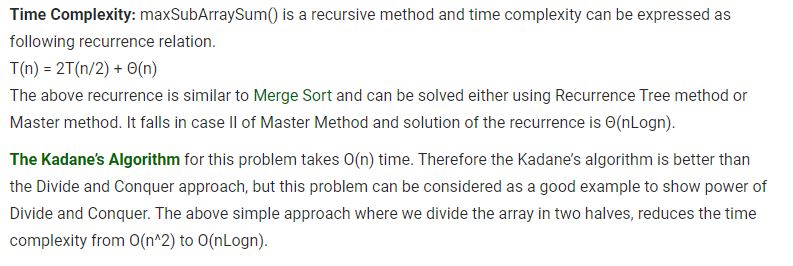 Time Complexity: maxSubArraySum() is a recursive method and time complexity can be expressed as
following recurrence relation.
T(n) = 2T(n/2) + Θ(n)
The above recurrence is similar to Merge Sort and can be solved either using Recurrence Tree method or
Master method. It falls in case II of Master Method and solution of the recurrence is Θ(nLogn).
The Kadane's Algorithm for this problem takes O(n) time. Therefore the Kadane's algorithm is better than
the Divide and Conquer approach, but this problem can be considered as a good example to show power of
Divide and Conquer. The above simple approach where we divide the array in two halves, reduces the time
complexity from O(n^2) to O(nLogn).